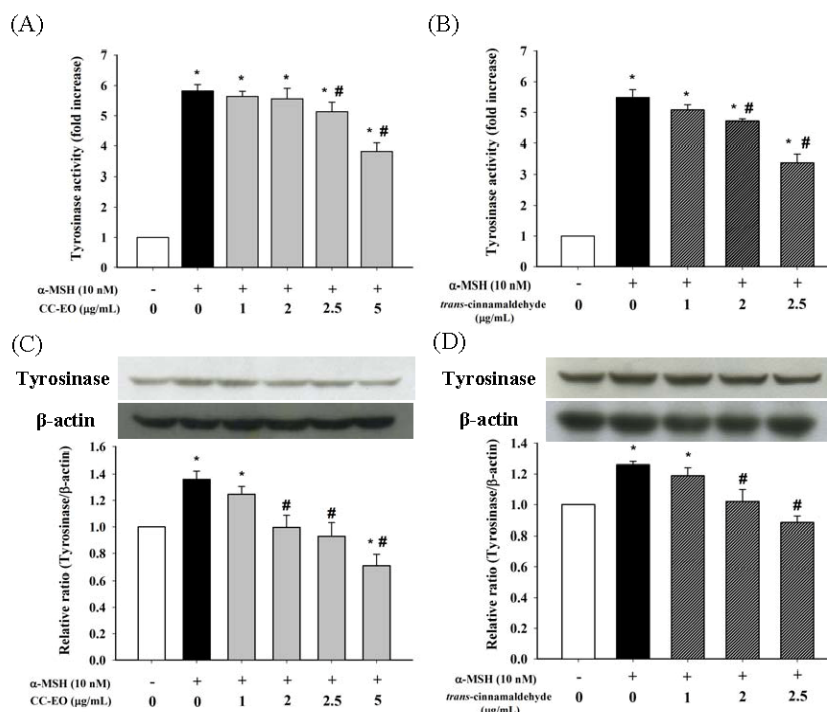 (A)
Tyrosinase activity (fold increase)
7
6
5
4
3
2
1
0
* * * * # * #
α-MSH (10 nM) - + + + + +
CC-EO (µg/mL) 0 0 1 2 2.5 5
(B)
Tyrosinase activity (fold increase)
7
6
5
4
3
2
1
0
* * * # * #
α-MSH (10 nM) - + + + +
trans-cinnamaldehyde 0 0 1 2 2.5
(µg/mL)
(C)
Tyrosinase
β-actin
Relative ratio (Tyrosinase/β-actin)
1.6
1.4
1.2
1.0
0.8
0.6
0.4
0.2
0.0
* * # # * #
α-MSH (10 nM) - + + + + +
CC-EO (µg/mL) 0 0 1 2 2.5 5
(D)
Tyrosinase
β-actin
Relative ratio (Tyrosinase/β-actin)
1.4
1.2
1.0
0.8
0.6
0.4
0.2
0.0
* * # #
α-MSH (10 nM) - + + + +
trans-cinnamaldehyde 0 0 1 2 2.5
(µg/mL)